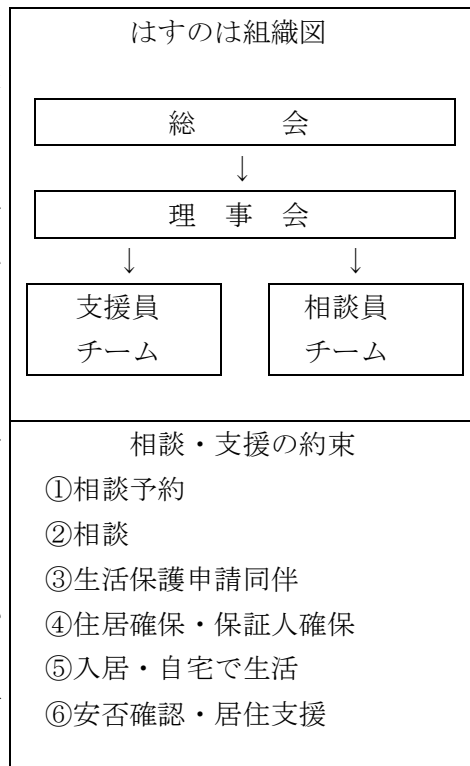 はすのは組織図
総 会
↓
理 事 会
↓ ↓
支援員
チーム
相談員
チーム
相談・支援の約束
①相談予約
②相談
③生活保護申請同伴
④住居確保・保証人確保
⑤入居・自宅で生活
⑥安否確認・居住支援